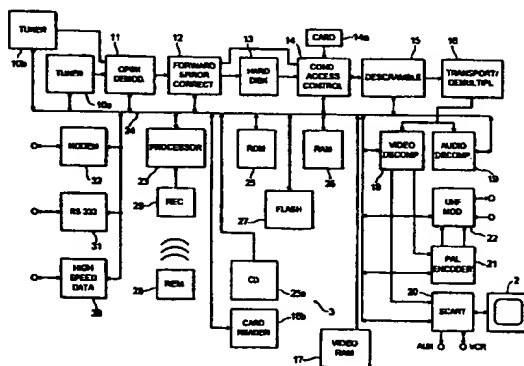 CARD
14a
TUNER
10b
11
12
13
14
15
16
TUNER
10a
QPSK DEMOD.
FORWARD ERROR CORRECT
HARD DISK
COND ACCESS CONTROL
DESCRAMBLE
TRANSPORT/ DEMULTIPL.
24
MODEM
32
PROCESSOR
23
ROM
25
RAM
26
VIDEO DECOMP.
18
AUDIO DECOMP.
19
RS 232
31
REC
29
FLASH
27
UHF MOD
22
HIGH SPEED DATA
REM
28
CD
25a
3
PAL ENCODER
21
CARD READER
VIDEO RAM
17
SCART
20
2
AUX
VCR